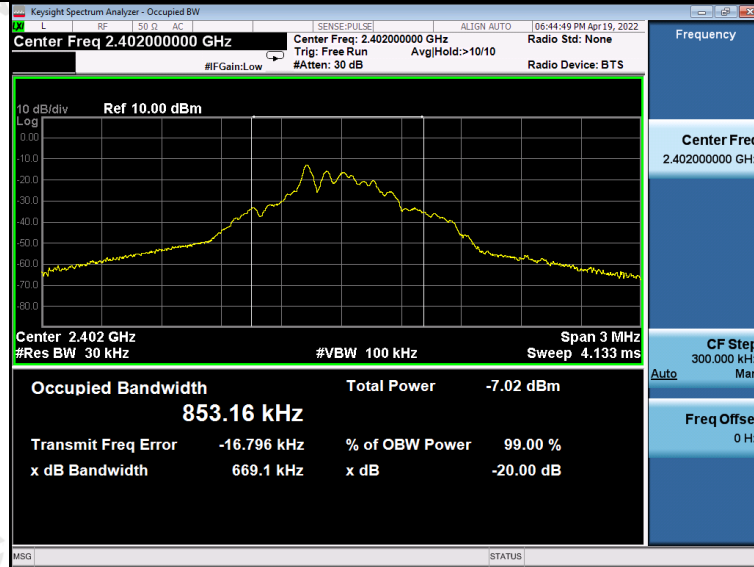 Keysight Spectrum Analyzer - Occupied BW
L RF 50 Ω AC SENSE:PULSE ALIGN AUTO 06:44:49 PM Apr 19, 2022
Center Freq 2.402000000 GHz
Center Freq: 2.402000000 GHz Radio Std: None
Trig: Free Run Avg|Hold:>10/10
#IFGain:Low #Atten: 30 dB Radio Device: BTS
10 dB/div Ref 10.00 dBm
Log
0.00
-10.0
-20.0
-30.0
-40.0
-50.0
-60.0
-70.0
-80.0
Center 2.402 GHz Span 3 MHz
#Res BW 30 kHz #VBW 100 kHz Sweep 4.133 ms
Occupied Bandwidth Total Power -7.02 dBm
853.16 kHz
Transmit Freq Error -16.796 kHz % of OBW Power 99.00 %
x dB Bandwidth 669.1 kHz x dB -20.00 dB
MSG STATUS
Frequency
Center Freq
2.402000000 GH
CF Step
300.000 kH
Auto Mar
Freq Offse
0 H